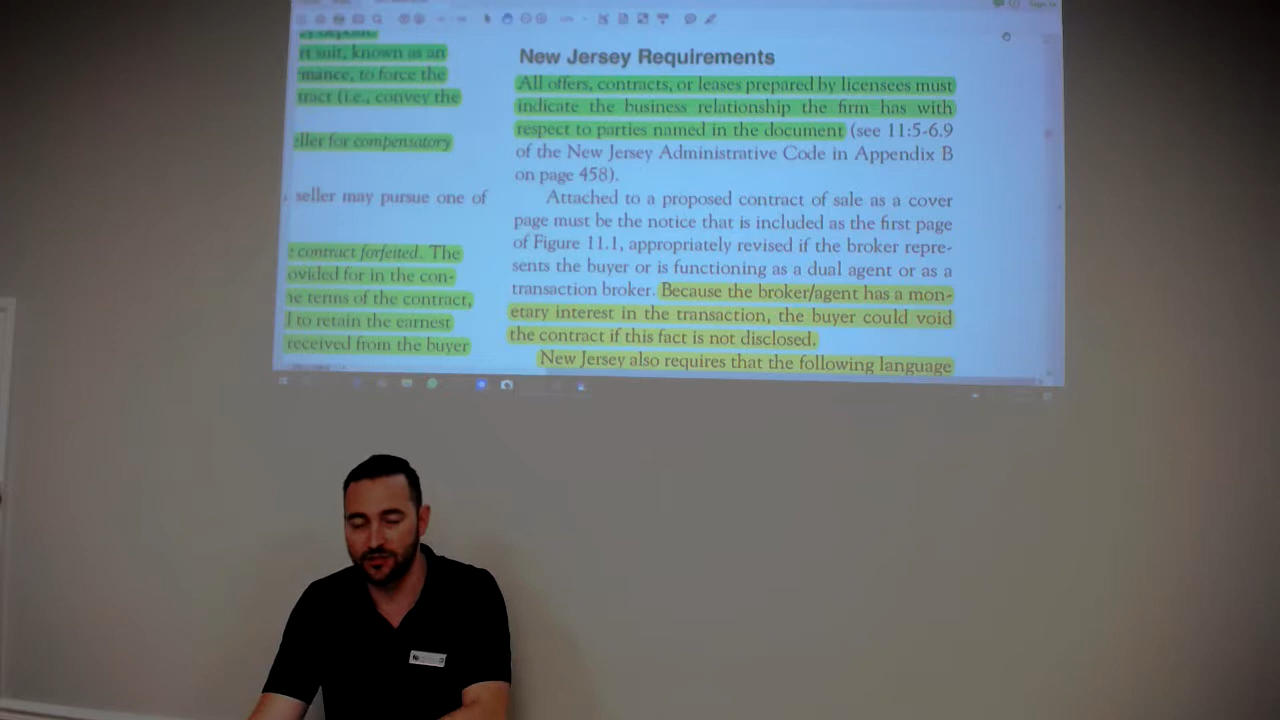 Sign In
rt suit, known as an
mance, to force the
tract (i.e., convey the
eller for compensatory
seller may pursue one of
contract forfeited. The
ovided for in the con-
ne terms of the contract,
l to retain the earnest
received from the buyer
New Jersey Requirements
All offers, contracts, or leases prepared by licensees must
indicate the business relationship the firm has with
respect to parties named in the document (see 11:5-6.9
of the New Jersey Administrative Code in Appendix B
on page 458).
Attached to a proposed contract of sale as a cover
page must be the notice that is included as the first page
of Figure 11.1, appropriately revised if the broker repre-
sents the buyer or is functioning as a dual agent or as a
transaction broker. Because the broker/agent has a mon-
etary interest in the transaction, the buyer could void
the contract if this fact is not disclosed.
New Jersey also requires that the following language